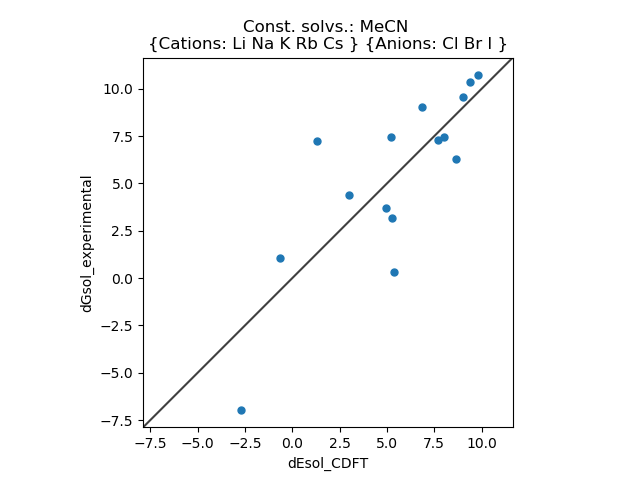 Const. solvs.: MeCN
{Cations: Li Na K Rb Cs } {Anions: Cl Br I }
10.0
7.5
5.0
2.5
0.0
−2.5
−5.0
−7.5
dGsol_experimental
−7.5 −5.0 −2.5 0.0 2.5 5.0 7.5 10.0
dEsol_CDFT